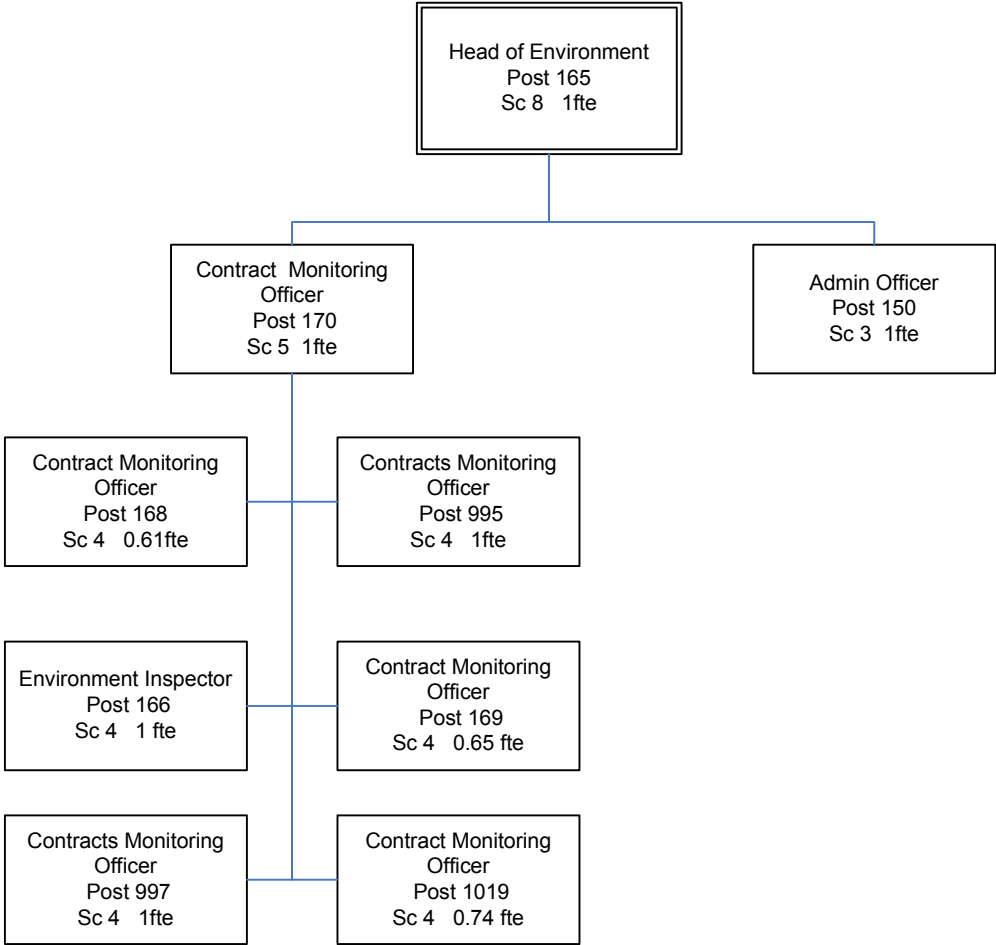 Head of Environment
Post 165
Sc 8 1fte
Contract Monitoring
Officer
Post 170
Sc 5 1fte
Admin Officer
Post 150
Sc 3 1fte
Contract Monitoring
Officer
Post 168
Sc 4 0.61fte
Contracts Monitoring
Officer
Post 995
Sc 4 1fte
Environment Inspector
Post 166
Sc 4 1 fte
Contract Monitoring
Officer
Post 169
Sc 4 0.65 fte
Contracts Monitoring
Officer
Post 997
Sc 4 1fte
Contract Monitoring
Officer
Post 1019
Sc 4 0.74 fte